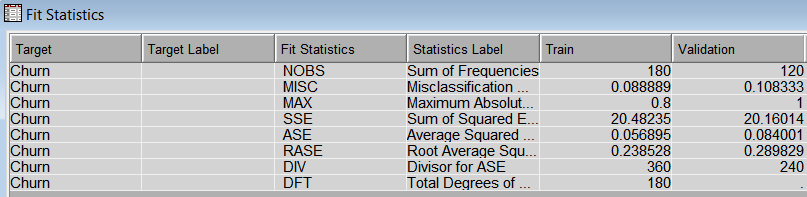 Fit Statistics
Target Target Label Fit Statistics Statistics Label Train Validation
Churn NOBS Sum of Frequencies 180 120
Churn MISC Misclassification ... 0.088889 0.108333
Churn MAX Maximum Absolut... 0.8 1
Churn SSE Sum of Squared E... 20.48235 20.16014
Churn ASE Average Squared ... 0.056895 0.084001
Churn RASE Root Average Squ... 0.238528 0.289829
Churn DIV Divisor for ASE 360 240
Churn DFT Total Degrees of ... 180 .